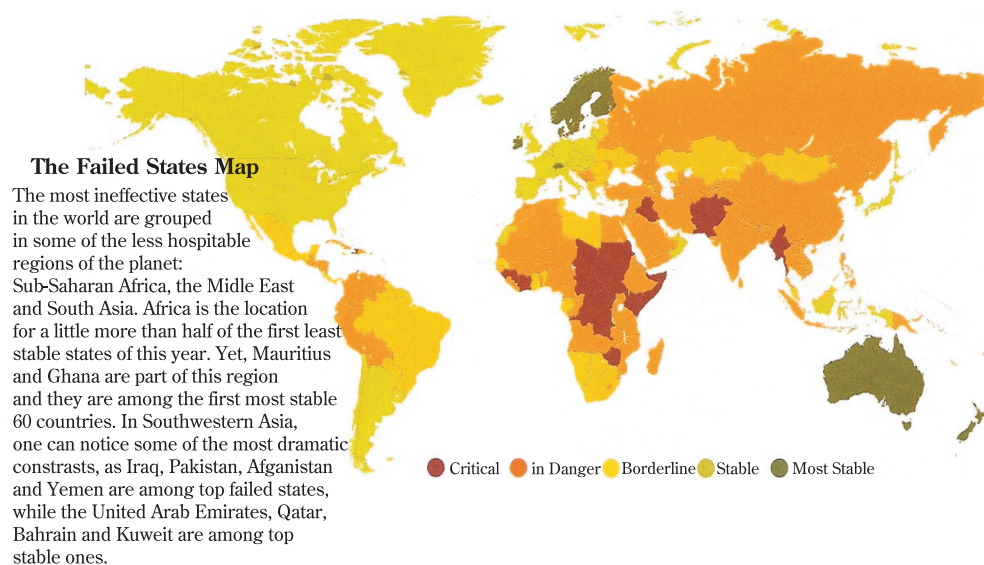 The Failed States Map
The most ineffective states
in the world are grouped
in some of the less hospitable
regions of the planet:
Sub-Saharan Africa, the Middle East
and South Asia. Africa is the location
for a little more than half of the first least
stable states of this year. Yet, Mauritius
and Ghana are part of this region
and they are among the first most stable
60 countries. In Southwestern Asia,
one can notice some of the most dramatic
constrasts, as Iraq, Pakistan, Afganistan
and Yemen are among top failed states,
while the United Arab Emirates, Qatar,
Bahrain and Kuweit are among top
stable ones.
Critical in Danger Borderline Stable Most Stable